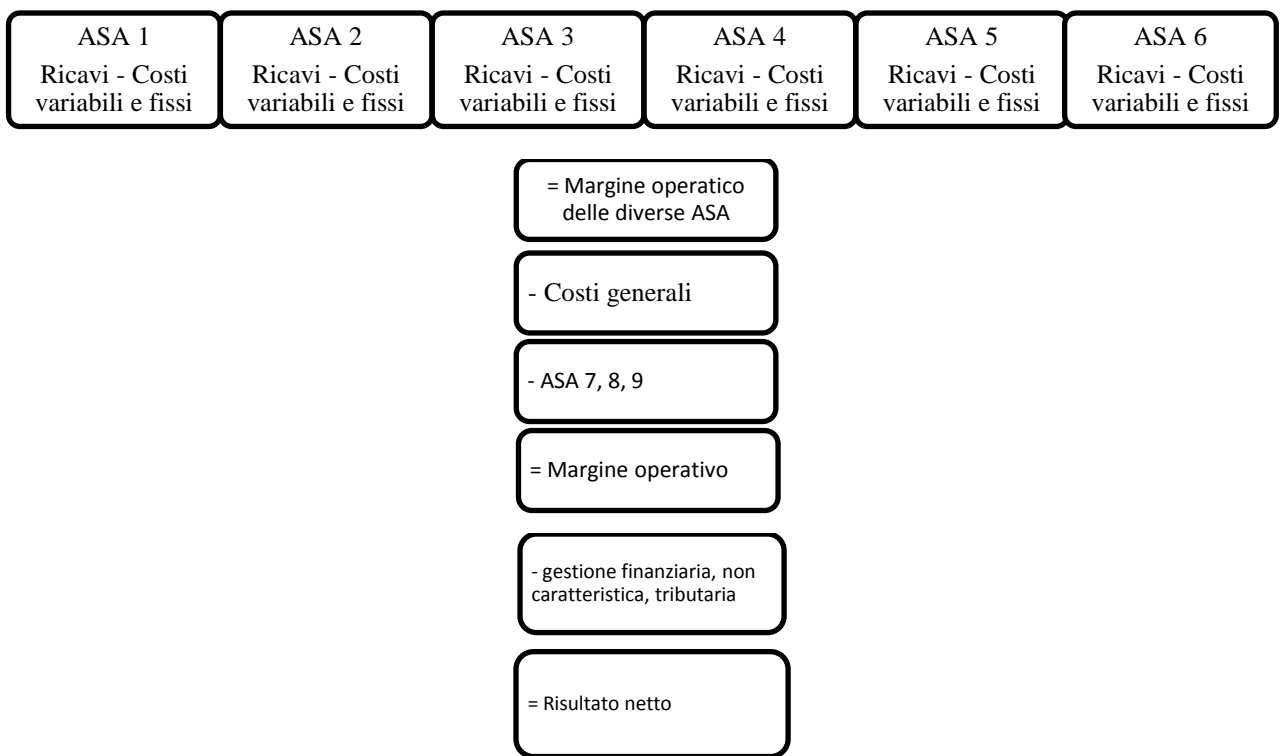 ASA 1
Ricavi - Costi
variabili e fissi
ASA 2
Ricavi - Costi
variabili e fissi
ASA 3
Ricavi - Costi
variabili e fissi
ASA 4
Ricavi - Costi
variabili e fissi
ASA 5
Ricavi - Costi
variabili e fissi
ASA 6
Ricavi - Costi
variabili e fissi
= Margine operatico
delle diverse ASA
- Costi generali
- ASA 7, 8, 9
= Margine operativo
- gestione finanziaria, non
caratteristica, tributaria
= Risultato netto